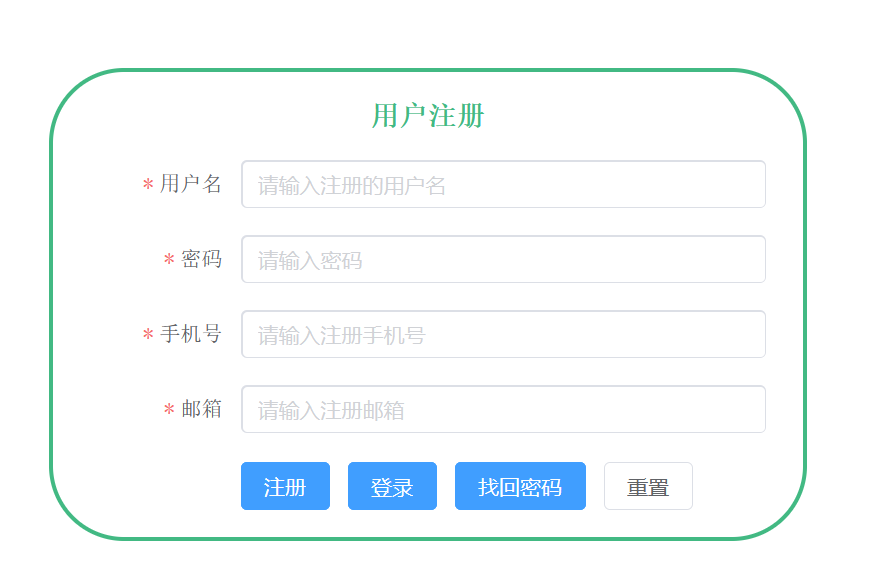 用户注册
* 用户名 请输入注册的用户名
* 密码 请输入密码
* 手机号 请输入注册手机号
* 邮箱 请输入注册邮箱
注册 登录 找回密码 重置